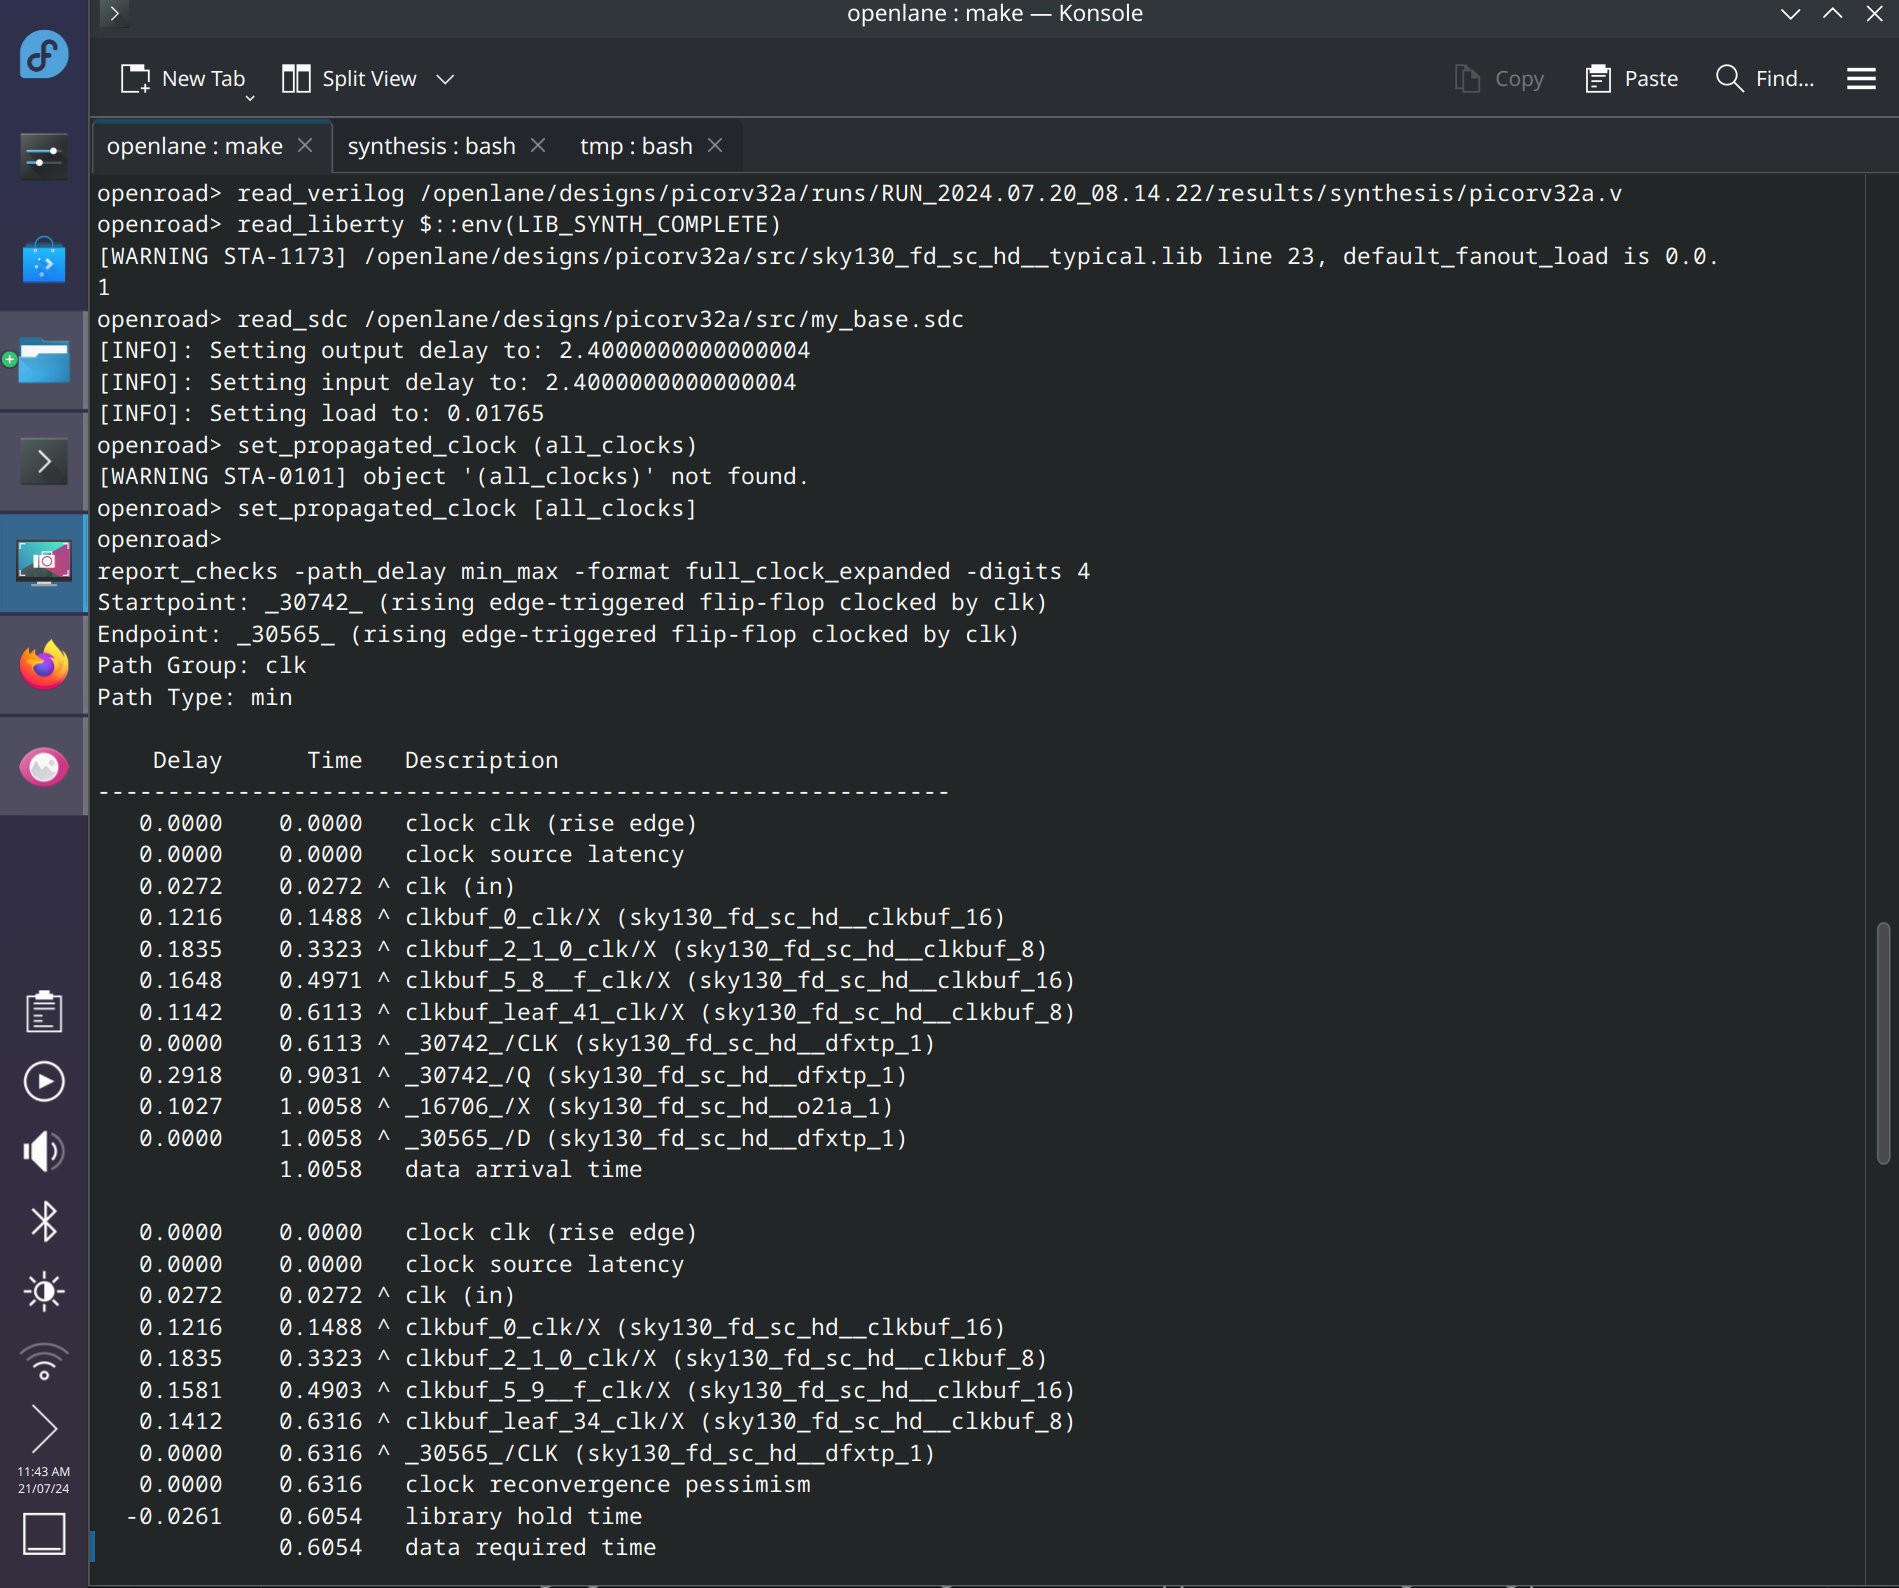 openlane : make — Konsole
New Tab Split View Copy Paste Find...
openlane : make synthesis : bash tmp : bash
openroad> read_verilog /openlane/designs/picorv32a/runs/RUN_2024.07.20_08.14.22/results/synthesis/picorv32a.v
openroad> read_liberty $::env(LIB_SYNTH_COMPLETE)
[WARNING STA-1173] /openlane/designs/picorv32a/src/sky130_fd_sc_hd__typical.lib line 23, default_fanout_load is 0.0.
1
openroad> read_sdc /openlane/designs/picorv32a/src/my_base.sdc
[INFO]: Setting output delay to: 2.4000000000000004
[INFO]: Setting input delay to: 2.4000000000000004
[INFO]: Setting load to: 0.01765
openroad> set_propagated_clock (all_clocks)
[WARNING STA-0101] object '(all_clocks)' not found.
openroad> set_propagated_clock [all_clocks]
openroad>
report_checks -path_delay min_max -format full_clock_expanded -digits 4
Startpoint: _30742_ (rising edge-triggered flip-flop clocked by clk)
Endpoint: _30565_ (rising edge-triggered flip-flop clocked by clk)
Path Group: clk
Path Type: min
Delay Time Description
-------------------------------------------------------------
0.0000 0.0000 clock clk (rise edge)
0.0000 0.0000 clock source latency
0.0272 0.0272 ^ clk (in)
0.1216 0.1488 ^ clkbuf_0_clk/X (sky130_fd_sc_hd__clkbuf_16)
0.1835 0.3323 ^ clkbuf_2_1_0_clk/X (sky130_fd_sc_hd__clkbuf_8)
0.1648 0.4971 ^ clkbuf_5_8__f_clk/X (sky130_fd_sc_hd__clkbuf_16)
0.1142 0.6113 ^ clkbuf_leaf_41_clk/X (sky130_fd_sc_hd__clkbuf_8)
0.0000 0.6113 ^ _30742_/CLK (sky130_fd_sc_hd__dfxtp_1)
0.2918 0.9031 ^ _30742_/Q (sky130_fd_sc_hd__dfxtp_1)
0.1027 1.0058 ^ _16706_/X (sky130_fd_sc_hd__o21a_1)
0.0000 1.0058 ^ _30565_/D (sky130_fd_sc_hd__dfxtp_1)
1.0058 data arrival time
0.0000 0.0000 clock clk (rise edge)
0.0000 0.0000 clock source latency
0.0272 0.0272 ^ clk (in)
0.1216 0.1488 ^ clkbuf_0_clk/X (sky130_fd_sc_hd__clkbuf_16)
0.1835 0.3323 ^ clkbuf_2_1_0_clk/X (sky130_fd_sc_hd__clkbuf_8)
0.1581 0.4903 ^ clkbuf_5_9__f_clk/X (sky130_fd_sc_hd__clkbuf_16)
0.1412 0.6316 ^ clkbuf_leaf_34_clk/X (sky130_fd_sc_hd__clkbuf_8)
0.0000 0.6316 ^ _30565_/CLK (sky130_fd_sc_hd__dfxtp_1)
0.0000 0.6316 clock reconvergence pessimism
-0.0261 0.6054 library hold time
0.6054 data required time
11:43 AM
21/07/24